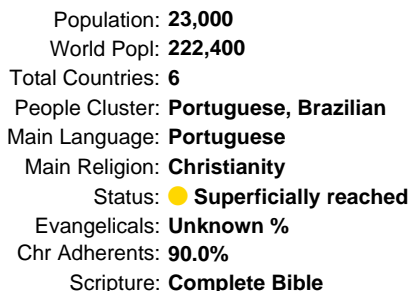 Population: 23,000
World Popl: 222,400
Total Countries: 6
People Cluster: Portuguese, Brazilian
Main Language: Portuguese
Main Religion: Christianity
Status: Superficially reached
Evangelicals: Unknown %
Chr Adherents: 90.0%
Scripture: Complete Bible